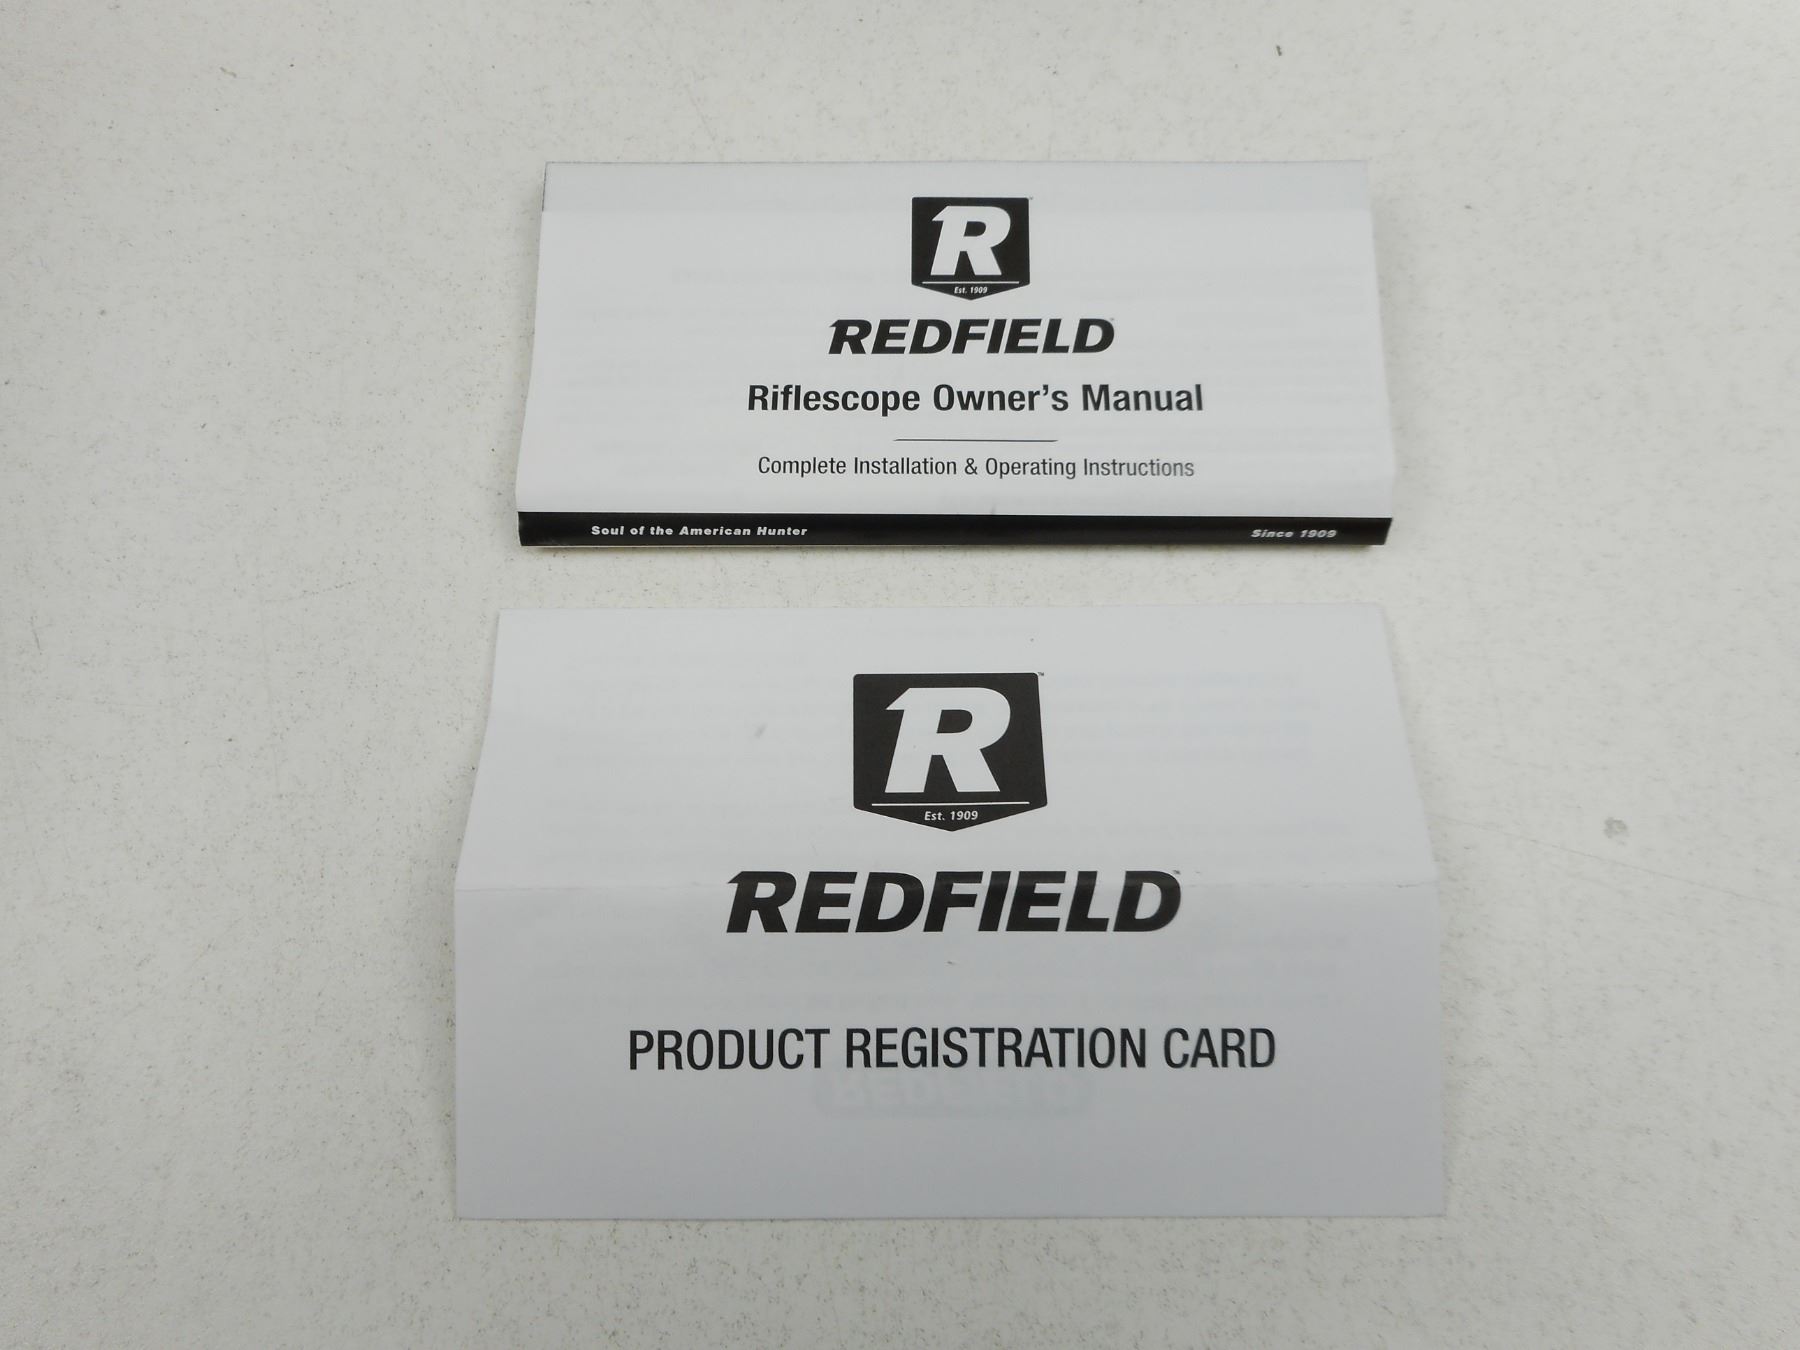 R
Est. 1909
REDFIELD
Riflescope Owner's Manual
Complete Installation & Operating Instructions
Soul of the American Hunter Since 1909
R ™
Est. 1909
REDFIELD
PRODUCT REGISTRATION CARD